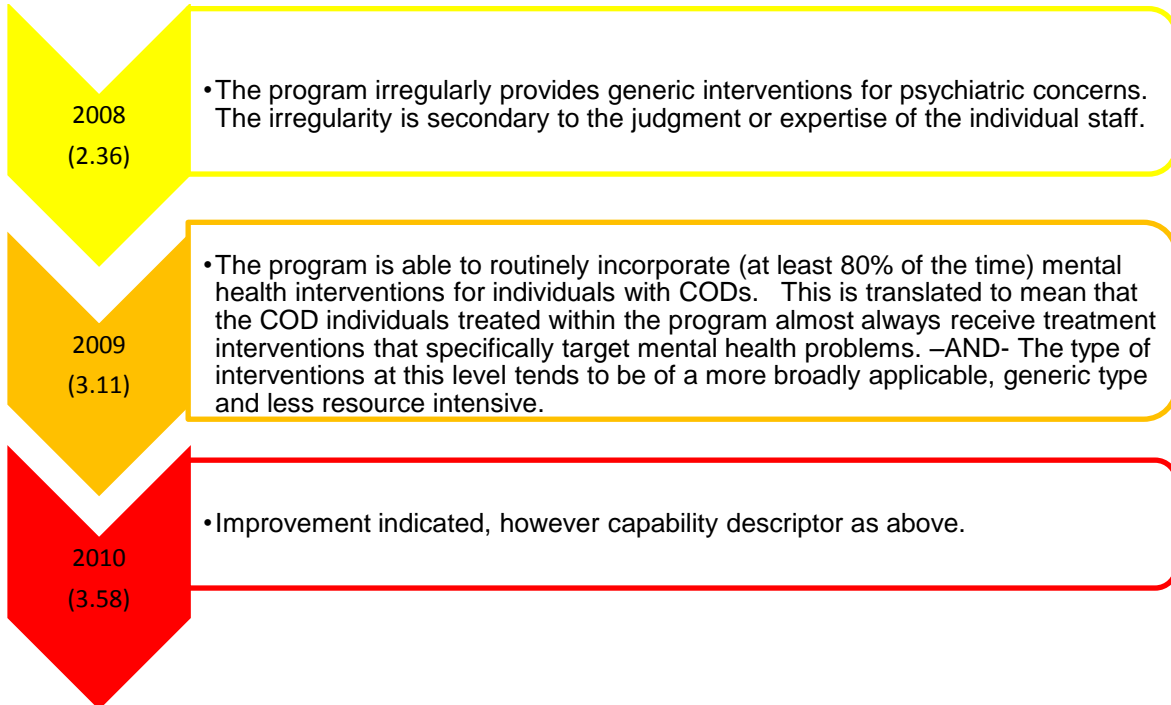 2008
(2.36)
•The program irregularly provides generic interventions for psychiatric concerns.
The irregularity is secondary to the judgment or expertise of the individual staff.
2009
(3.11)
•The program is able to routinely incorporate (at least 80% of the time) mental
health interventions for individuals with CODs.   This is translated to mean that
the COD individuals treated within the program almost always receive treatment
interventions that specifically target mental health problems. –AND- The type of
interventions at this level tends to be of a more broadly applicable, generic type
and less resource intensive.
2010
(3.58)
•Improvement indicated, however capability descriptor as above.